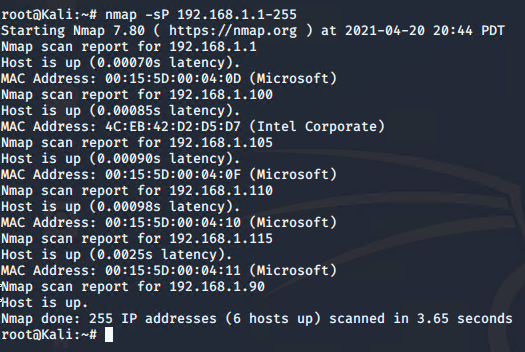 root@Kali:~# nmap -sP 192.168.1.1-255
Starting Nmap 7.80 ( https://nmap.org ) at 2021-04-20 20:44 PDT
Nmap scan report for 192.168.1.1
Host is up (0.00070s latency).
MAC Address: 00:15:5D:00:04:0D (Microsoft)
Nmap scan report for 192.168.1.100
Host is up (0.00085s latency).
MAC Address: 4C:EB:42:D2:D5:D7 (Intel Corporate)
Nmap scan report for 192.168.1.105
Host is up (0.00090s latency).
MAC Address: 00:15:5D:00:04:0F (Microsoft)
Nmap scan report for 192.168.1.110
Host is up (0.00098s latency).
MAC Address: 00:15:5D:00:04:10 (Microsoft)
Nmap scan report for 192.168.1.115
Host is up (0.0025s latency).
MAC Address: 00:15:5D:00:04:11 (Microsoft)
Nmap scan report for 192.168.1.90
Host is up.
Nmap done: 255 IP addresses (6 hosts up) scanned in 3.65 seconds
root@Kali:~#